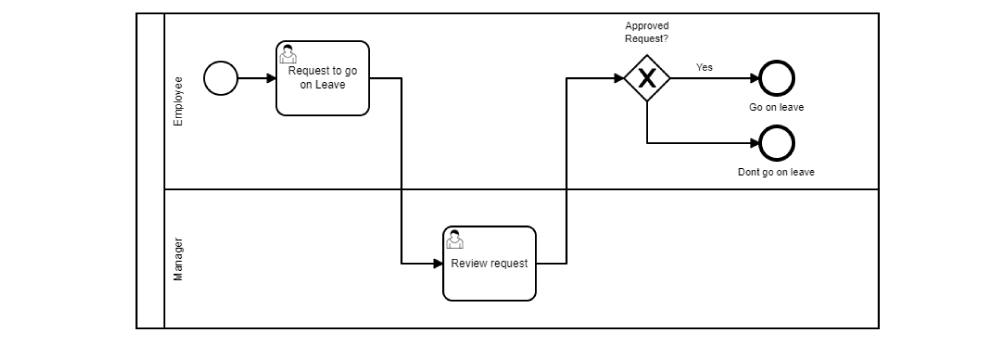 Approved
Request?
Employee
Request to go
on Leave
Yes
Go on leave
Dont go on leave
Manager
Review request